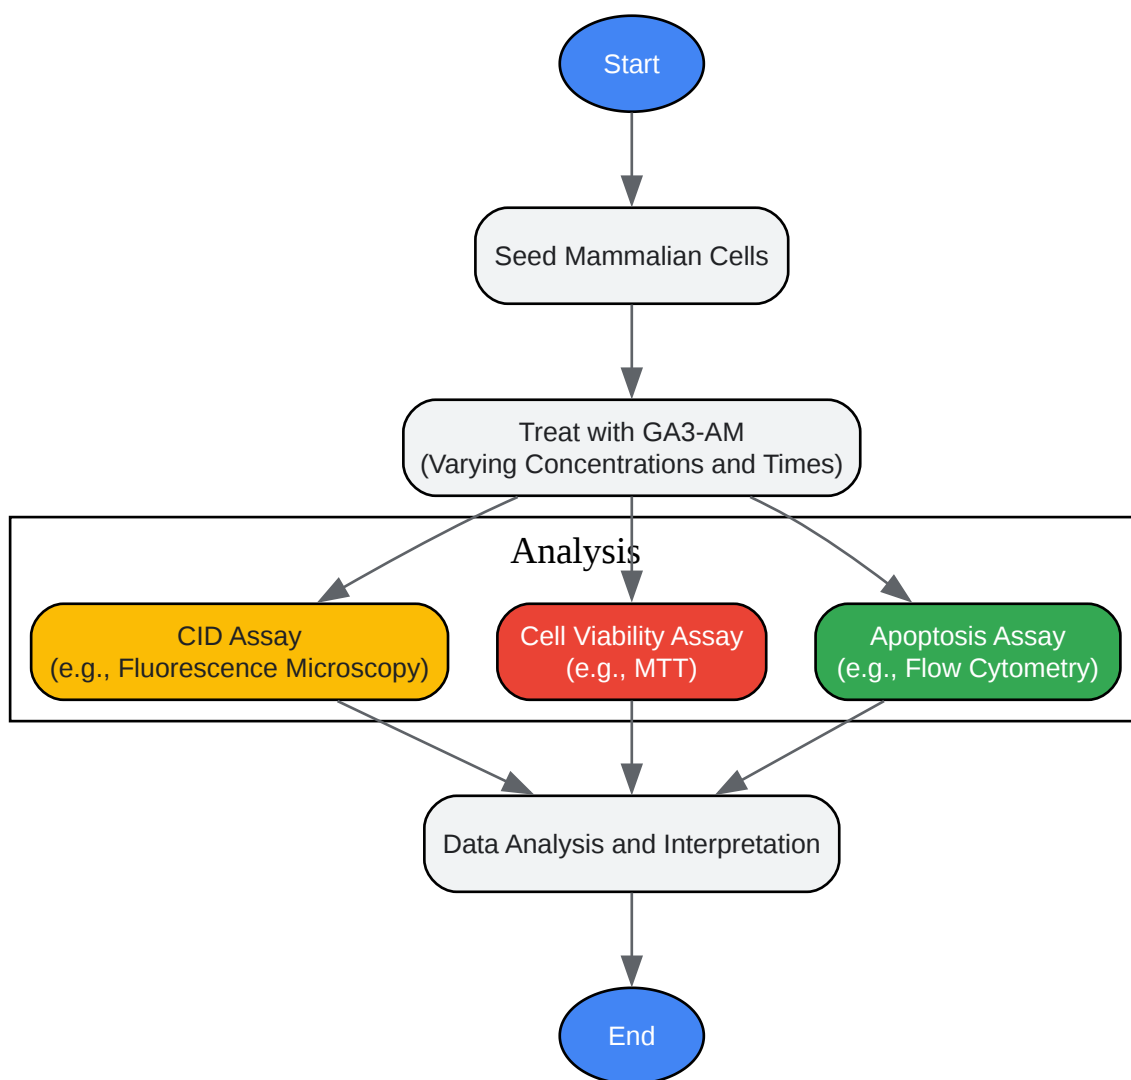 Start
Seed Mammalian Cells
Treat with GA3-AM
(Varying Concentrations and Times)
Analysis
CID Assay
(e.g., Fluorescence Microscopy)
Cell Viability Assay
(e.g., MTT)
Apoptosis Assay
(e.g., Flow Cytometry)
Data Analysis and Interpretation
End